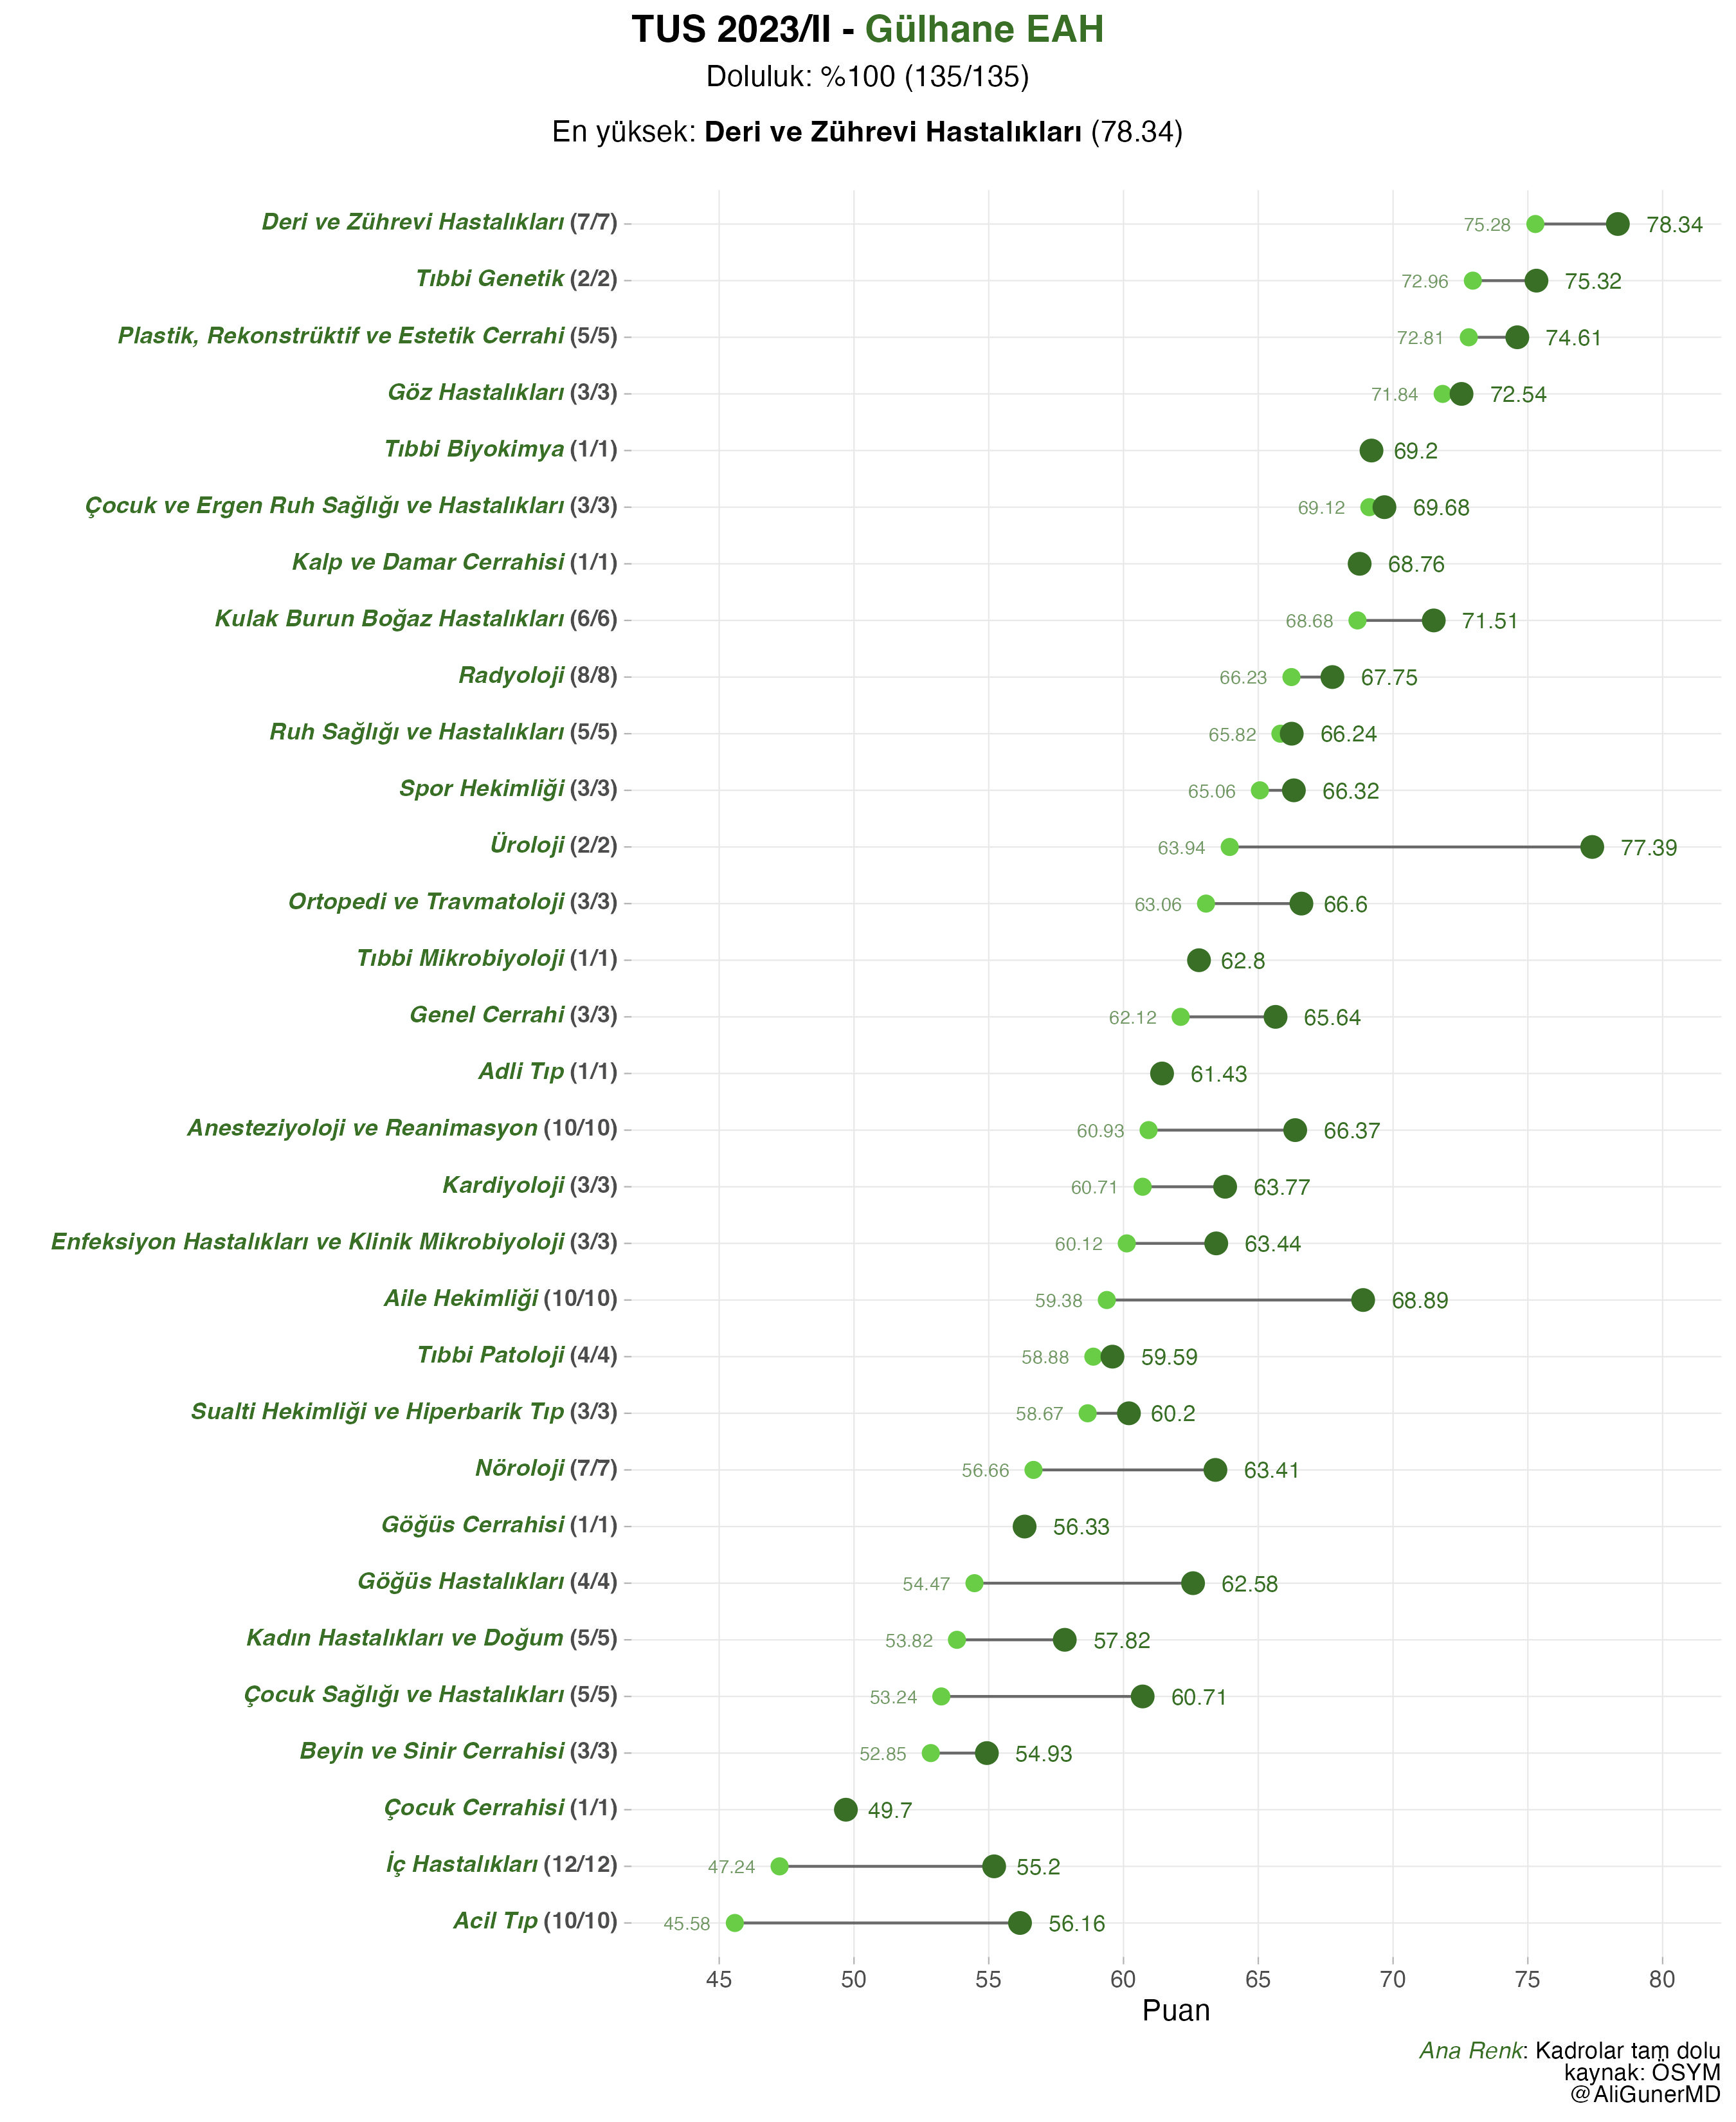 TUS 2023/II - Gülhane EAH
Doluluk: %100 (135/135)
En yüksek: Deri ve Zührevi Hastalıkları (78.34)
Deri ve Zührevi Hastalıkları (7/7) 75.28 78.34
Tıbbi Genetik (2/2) 72.96 75.32
Plastik, Rekonstrüktif ve Estetik Cerrahi (5/5) 72.81 74.61
Göz Hastalıkları (3/3) 71.84 72.54
Tıbbi Biyokimya (1/1) 69.2
Çocuk ve Ergen Ruh Sağlığı ve Hastalıkları (3/3) 69.12 69.68
Kalp ve Damar Cerrahisi (1/1) 68.76
Kulak Burun Boğaz Hastalıkları (6/6) 68.68 71.51
Radyoloji (8/8) 66.23 67.75
Ruh Sağlığı ve Hastalıkları (5/5) 65.82 66.24
Spor Hekimliği (3/3) 65.06 66.32
Üroloji (2/2) 63.94 77.39
Ortopedi ve Travmatoloji (3/3) 63.06 66.6
Tıbbi Mikrobiyoloji (1/1) 62.8
Genel Cerrahi (3/3) 62.12 65.64
Adli Tıp (1/1) 61.43
Anesteziyoloji ve Reanimasyon (10/10) 60.93 66.37
Kardiyoloji (3/3) 60.71 63.77
Enfeksiyon Hastalıkları ve Klinik Mikrobiyoloji (3/3) 60.12 63.44
Aile Hekimliği (10/10) 59.38 68.89
Tıbbi Patoloji (4/4) 58.88 59.59
Sualti Hekimliği ve Hiperbarik Tıp (3/3) 58.67 60.2
Nöroloji (7/7) 56.66 63.41
Göğüs Cerrahisi (1/1) 56.33
Göğüs Hastalıkları (4/4) 54.47 62.58
Kadın Hastalıkları ve Doğum (5/5) 53.82 57.82
Çocuk Sağlığı ve Hastalıkları (5/5) 53.24 60.71
Beyin ve Sinir Cerrahisi (3/3) 52.85 54.93
Çocuk Cerrahisi (1/1) 49.7
İç Hastalıkları (12/12) 47.24 55.2
Acil Tıp (10/10) 45.58 56.16
45 50 55 60 65 70 75 80
Puan
Ana Renk: Kadrolar tam dolu
kaynak: ÖSYM
@AliGunerMD